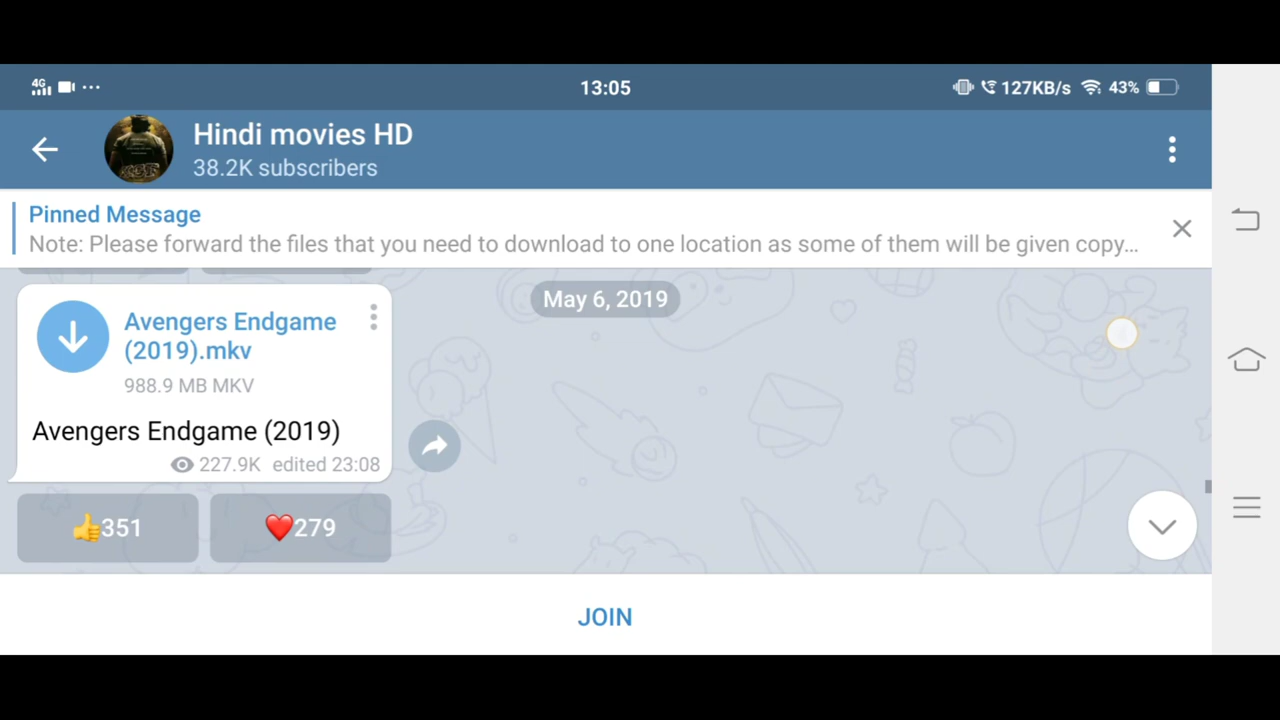 4G 13:05 127KB/s 43%
Hindi movies HD
38.2K subscribers
Pinned Message
Note: Please forward the files that you need to download to one location as some of them will be given copy...
May 6, 2019
Avengers Endgame
(2019).mkv
988.9 MB MKV
Avengers Endgame (2019)
227.9K edited 23:08
👍351 ❤️279
JOIN